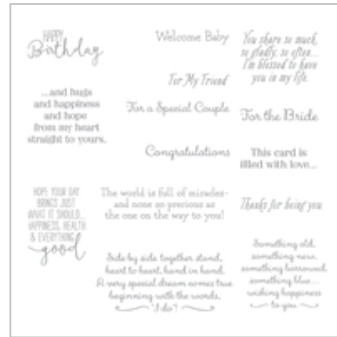 HAPPY
Birthday
...and hugs
and happiness
and hope
from my heart
straight to yours.
HOPE YOUR DAY
BRINGS JUST
WHAT IT SHOULD...
HAPPINESS, HEALTH
& EVERYTHING
good
Welcome Baby
For My Friend
For a Special Couple
Congratulations
The world is full of miracles-
and none so precious as
the one on the way to you!
Side by side together stand,
heart to heart, hand in hand.
A very special dream comes true
beginning with the words,
"I do"!
You share so much,
so gladly, so often...
I'm blessed to have
you in my life.
For the Bride
This card is
filled with love...
Thanks for being you.
Something old,
something new,
something borrowed,
something blue...
wishing happiness
to you